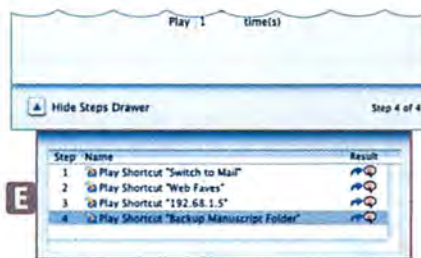 Play 1 time(s)
Hide Steps Drawer Step 4 of 4
Step Name Result
1 Play Shortcut "Switch to Mail"
2 Play Shortcut "Web Faves"
3 Play Shortcut "192.68.1.5"
4 Play Shortcut "Backup Manuscript Folder"
E